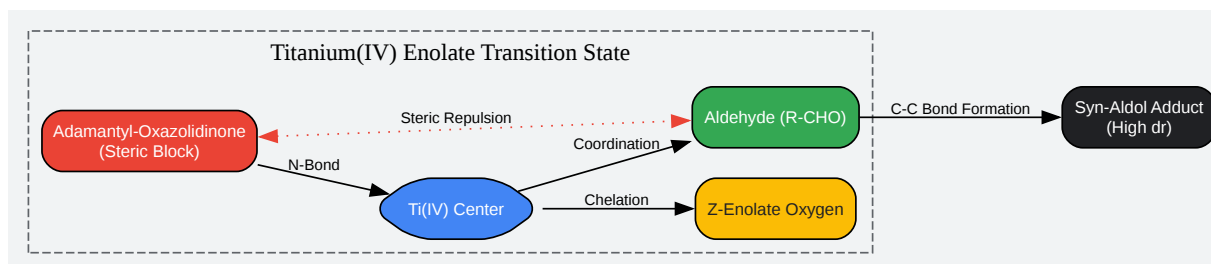 Titanium(IV) Enolate Transition State
Adamantyl-Oxazolidinone
(Steric Block)
Steric Repulsion
Aldehyde (R-CHO)
C-C Bond Formation
Syn-Aldol Adduct
(High dr)
N-Bond
Coordination
Ti(IV) Center
Chelation
Z-Enolate Oxygen